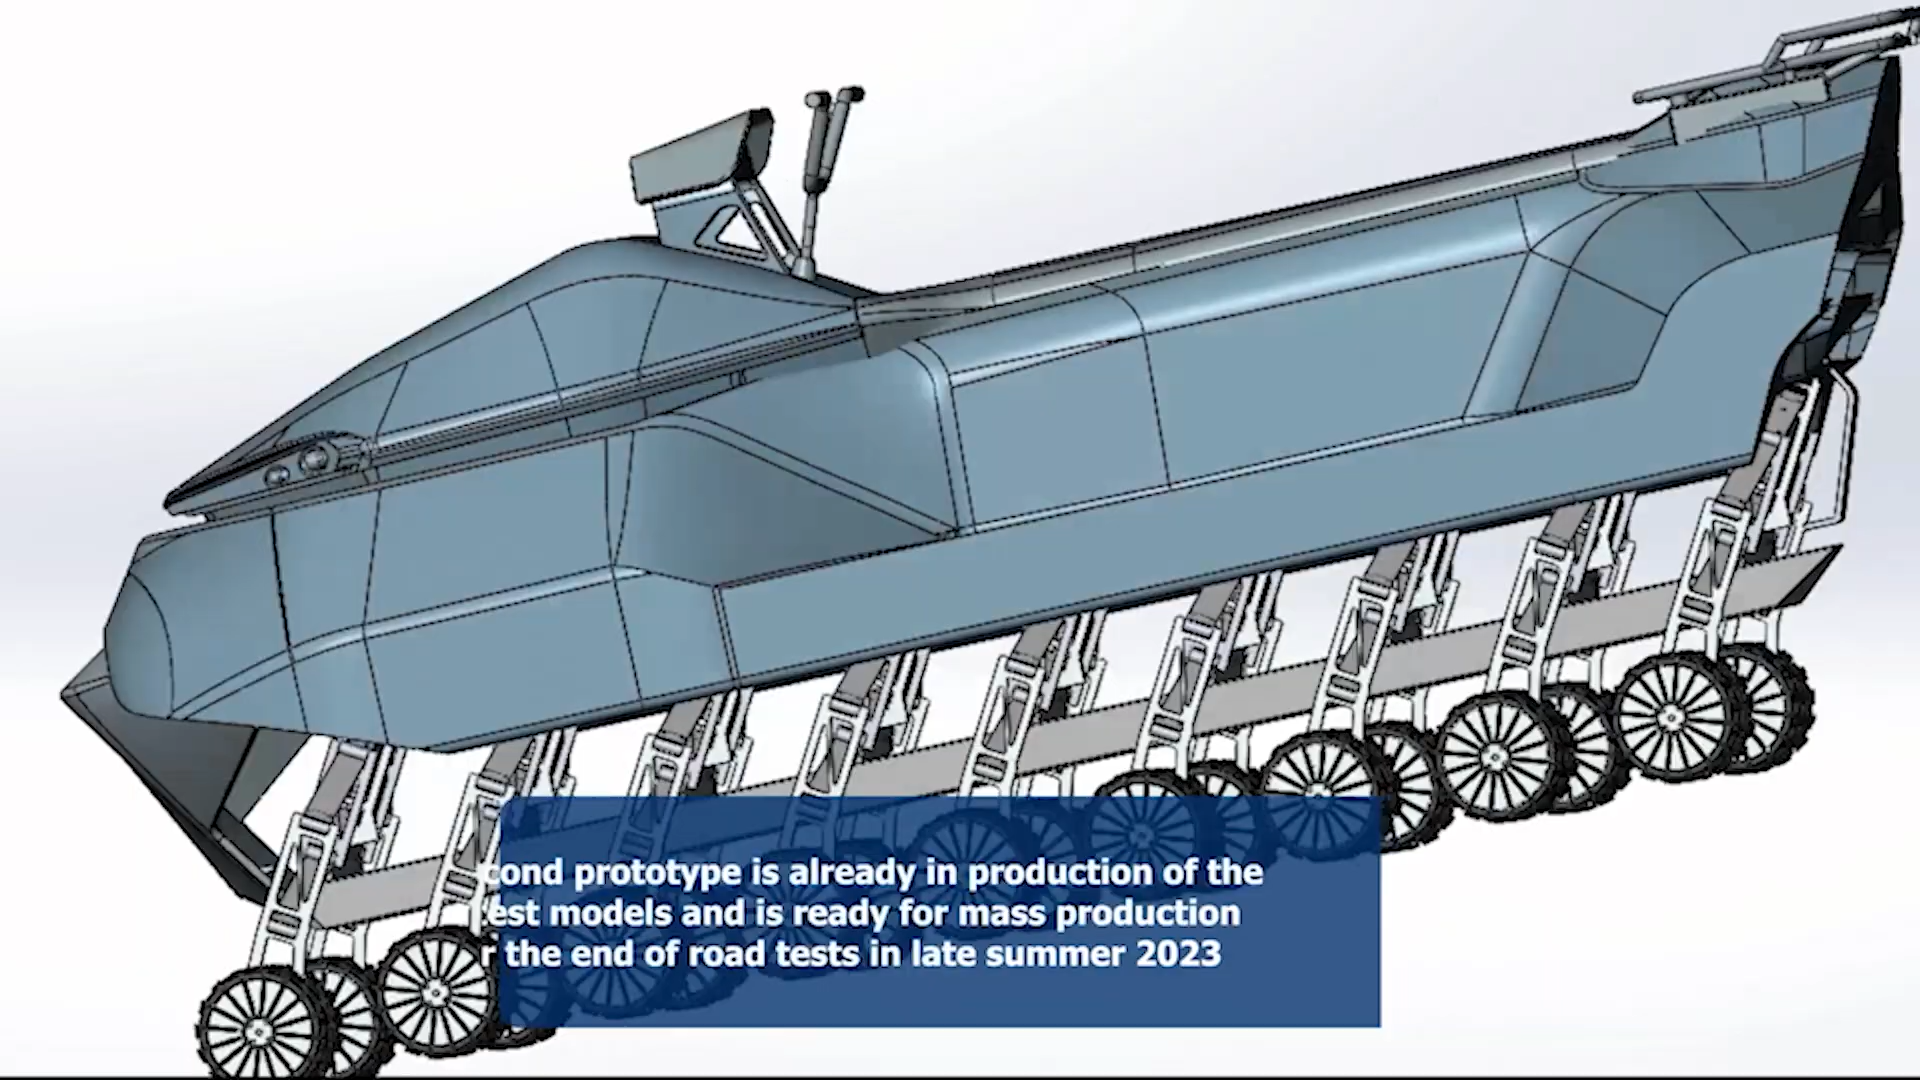 cond prototype is already in production of the
est models and is ready for mass production
r the end of road tests in late summer 2023